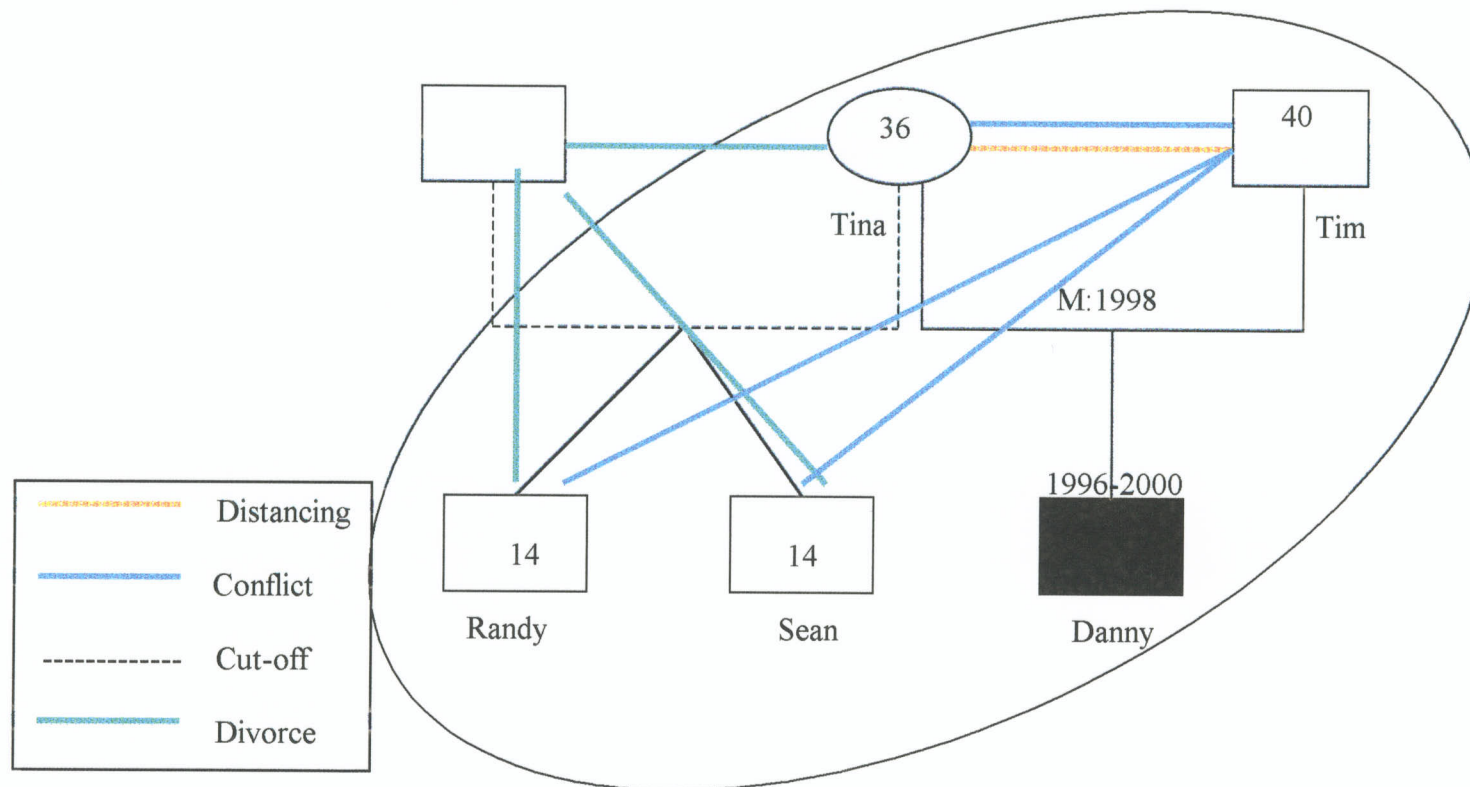 36
40
Tina
Tim
M:1998
1996-2000
14
14
Randy
Sean
Danny
Distancing
Conflict
Cut-off
Divorce